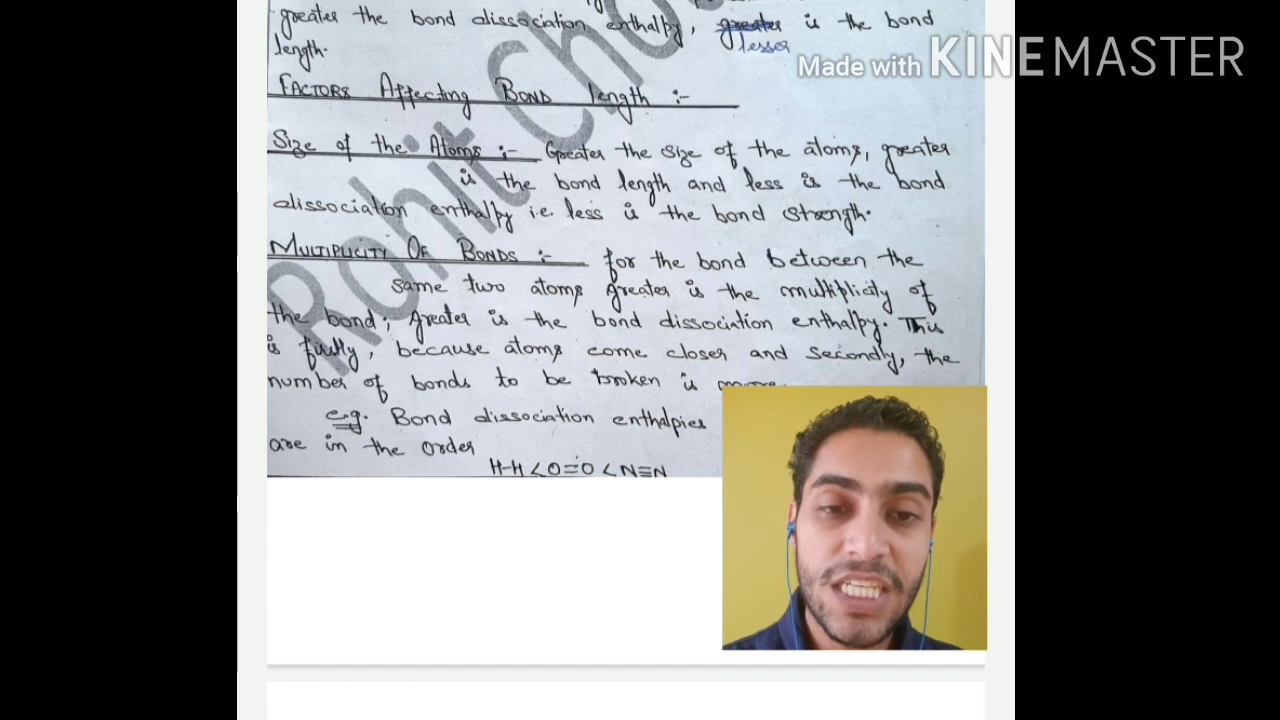 greater the bond dissociation enthalpy, greater is the bond
lesser
length.
Made with KINEMASTER
FACTORS Affecting BOND length :-
Size of the Atoms :- Greater the size of the atoms, greater
is the bond length and less is the bond
dissociation enthalpy i.e. less is the bond strength.
MULTIPLICITY OF BONDS :- for the bond between the
same two atoms greater is the multiplicity of
the bond; greater is the bond dissociation enthalpy. This
is firstly, because atoms come closer and secondly, the
number of bonds to be broken is more.
e.g. Bond dissociation enthalpies
are in the order
H-H < O=O < N≡N
Rohit Cho